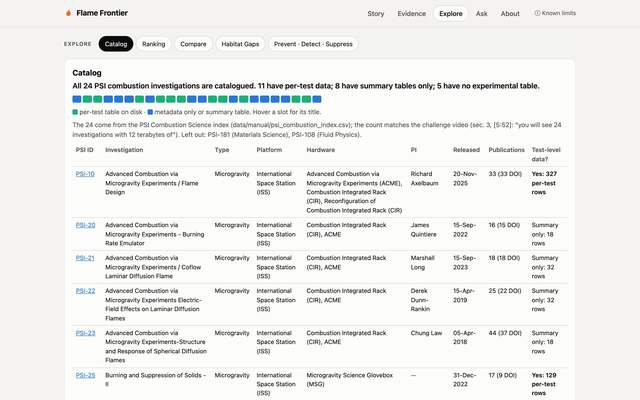 Flame Frontier
Story Evidence Explore Ask About ⓘ Known limits
EXPLORE Catalog Ranking Compare Habitat Gaps Prevent · Detect · Suppress
Catalog
All 24 PSI combustion investigations are catalogued. 11 have per-test data; 8 have summary tables only; 5 have no experimental table.
per-test table on disk · metadata only or summary table. Hover a slot for its title.
The 24 come from the PSI Combustion Science index (data/manual/psi_combustion_index.csv); the count matches the challenge video (sec. 3, [5:52]: "you will see 24
investigations with 12 terabytes of"). Left out: PSI-181 (Materials Science), PSI-108 (Fluid Physics).
PSI ID Investigation Type Platform Hardware PI Released Publications Test-level
data?
PSI-10 Advanced Combustion via Microgravity International Advanced Combustion via Richard 20-Nov- 33 (33 DOI) Yes: 327
Microgravity Experiments / Flame Space Station Microgravity Experiments (ACME), Axelbaum 2025 per-test
Design (ISS) Combustion Integrated Rack rows
(CIR), Reconfiguration of
Combustion Integrated Rack (CIR)
PSI-20 Advanced Combustion via Microgravity International Combustion Integrated Rack James 15-Sep- 16 (15 DOI) Summary
Microgravity Experiments - Burning Space Station (CIR), ACME Quintiere 2022 only: 18
Rate Emulator (ISS) rows
PSI-21 Advanced Combustion via Microgravity International Combustion Integrated Rack Marshall 15-Sep- 18 (18 DOI) Summary
Microgravity Experiments / Coflow Space Station (CIR), ACME Long 2023 only: 32
Laminar Diffusion Flame (ISS) rows
PSI-22 Advanced Combustion via Microgravity International Combustion Integrated Rack Derek 15-Apr- 25 (22 DOI) Summary
Microgravity Experiments Electric- Space Station (CIR), ACME Dunn- 2019 only: 32
Field Effects on Laminar Diffusion (ISS) Rankin rows
Flames
PSI-23 Advanced Combustion via Microgravity International Combustion Integrated Rack Chung Law 05-Apr- 44 (37 DOI) Summary
Microgravity Experiments-Structure Space Station (CIR), ACME 2018 only: 18
and Response of Spherical Diffusion (ISS) rows
Flames
PSI-25 Burning and Suppression of Solids - Microgravity International Microgravity Science Glovebox — 31-Dec- 17 (9 DOI) Yes: 129
II Space Station (MSG) 2022 per-test
(ISS) rows